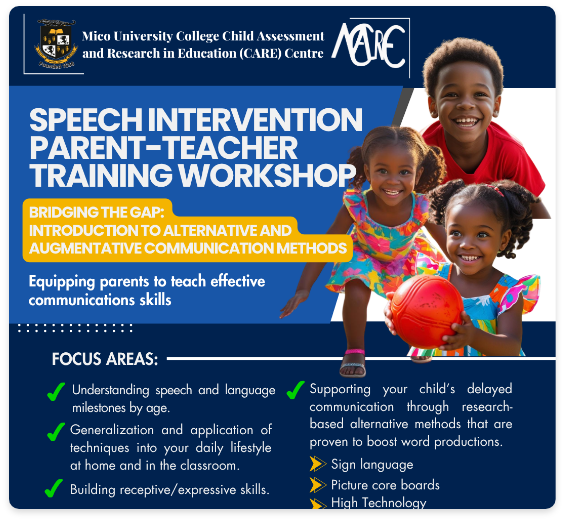 Mico University College Child Assessment
and Research in Education (CARE) Centre
CARE
SPEECH INTERVENTION
PARENT-TEACHER
TRAINING WORKSHOP
BRIDGING THE GAP:
INTRODUCTION TO ALTERNATIVE AND
AUGMENTATIVE COMMUNICATION METHODS
Equipping parents to teach effective
communications skills
FOCUS AREAS:
Understanding speech and language
milestones by age.
Generalization and application of
techniques into your daily lifestyle
at home and in the classroom.
Building receptive/expressive skills.
Supporting your child's delayed
communication through research-
based alternative methods that are
proven to boost word productions.
Sign language
Picture core boards
High Technology